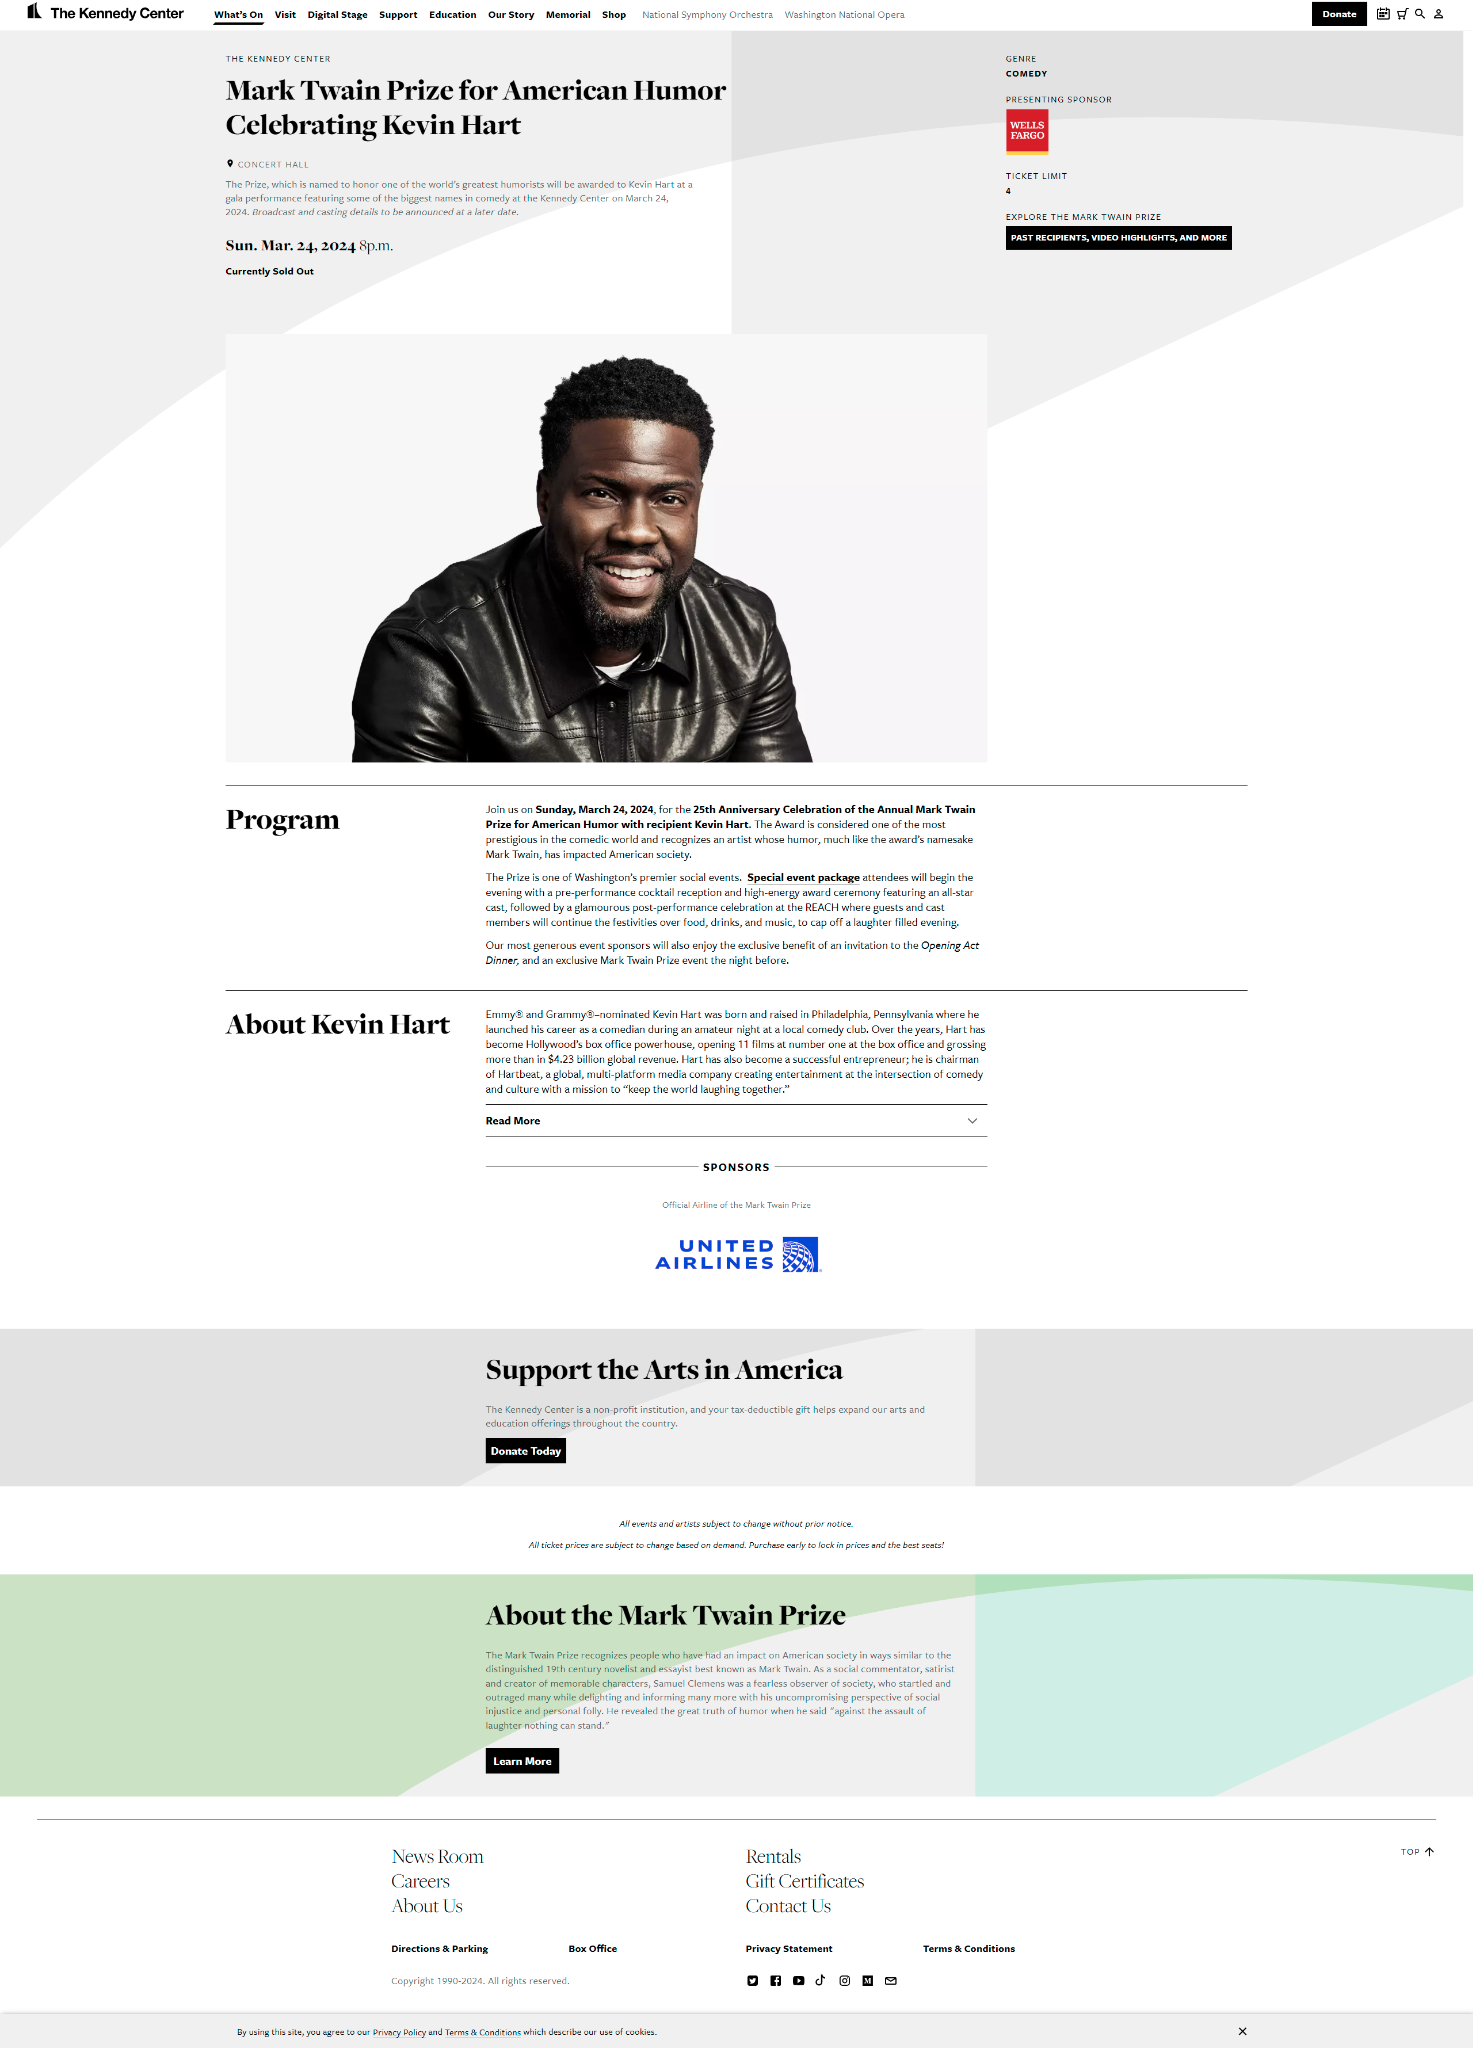 The Kennedy Center
What's On Visit Digital Stage Support Education Our Story Memorial Shop National Symphony Orchestra Washington National Opera
Donate
THE KENNEDY CENTER
Mark Twain Prize for American Humor
Celebrating Kevin Hart
CONCERT HALL
The Prize, which is named to honor one of the world's greatest humorists will be awarded to Kevin Hart at a
gala performance featuring some of the biggest names in comedy at the Kennedy Center on March 24,
2024. Broadcast and casting details to be announced at a later date.
Sun. Mar. 24, 2024 8p.m.
Currently Sold Out
GENRE
COMEDY
PRESENTING SPONSOR
WELLS
FARGO
TICKET LIMIT
4
EXPLORE THE MARK TWAIN PRIZE
PAST RECIPIENTS, VIDEO HIGHLIGHTS, AND MORE
Program
Join us on Sunday, March 24, 2024, for the 25th Anniversary Celebration of the Annual Mark Twain
Prize for American Humor with recipient Kevin Hart. The Award is considered one of the most
prestigious in the comedic world and recognizes an artist whose humor, much like the award's namesake
Mark Twain, has impacted American society.
The Prize is one of Washington's premier social events. Special event package attendees will begin the
evening with a pre-performance cocktail reception and high-energy award ceremony featuring an all-star
cast, followed by a glamourous post-performance celebration at the REACH where guests and cast
members will continue the festivities over food, drinks, and music, to cap off a laughter filled evening.
Our most generous event sponsors will also enjoy the exclusive benefit of an invitation to the Opening Act
Dinner, and an exclusive Mark Twain Prize event the night before.
About Kevin Hart
Emmy® and Grammy®–nominated Kevin Hart was born and raised in Philadelphia, Pennsylvania where he
launched his career as a comedian during an amateur night at a local comedy club. Over the years, Hart has
become Hollywood's box office powerhouse, opening 11 films at number one at the box office and grossing
more than in $4.23 billion global revenue. Hart has also become a successful entrepreneur; he is chairman
of Hartbeat, a global, multi-platform media company creating entertainment at the intersection of comedy
and culture with a mission to “keep the world laughing together.”
Read More
SPONSORS
Official Airline of the Mark Twain Prize
UNITED
AIRLINES
Support the Arts in America
The Kennedy Center is a non-profit institution, and your tax-deductible gift helps expand our arts and
education offerings throughout the country.
Donate Today
All events and artists subject to change without prior notice.
All ticket prices are subject to change based on demand. Purchase early to lock in prices and the best seats!
About the Mark Twain Prize
The Mark Twain Prize recognizes people who have had an impact on American society in ways similar to the
distinguished 19th century novelist and essayist best known as Mark Twain. As a social commentator, satirist
and creator of memorable characters, Samuel Clemens was a fearless observer of society, who startled and
outraged many while delighting and informing many more with his uncompromising perspective of social
injustice and personal folly. He revealed the great truth of humor when he said "against the assault of
laughter nothing can stand."
Learn More
News Room
Careers
About Us
Rentals
Gift Certificates
Contact Us
TOP
Directions & Parking Box Office Privacy Statement Terms & Conditions
Copyright 1990-2024. All rights reserved.
By using this site, you agree to our Privacy Policy and Terms & Conditions which describe our use of cookies.